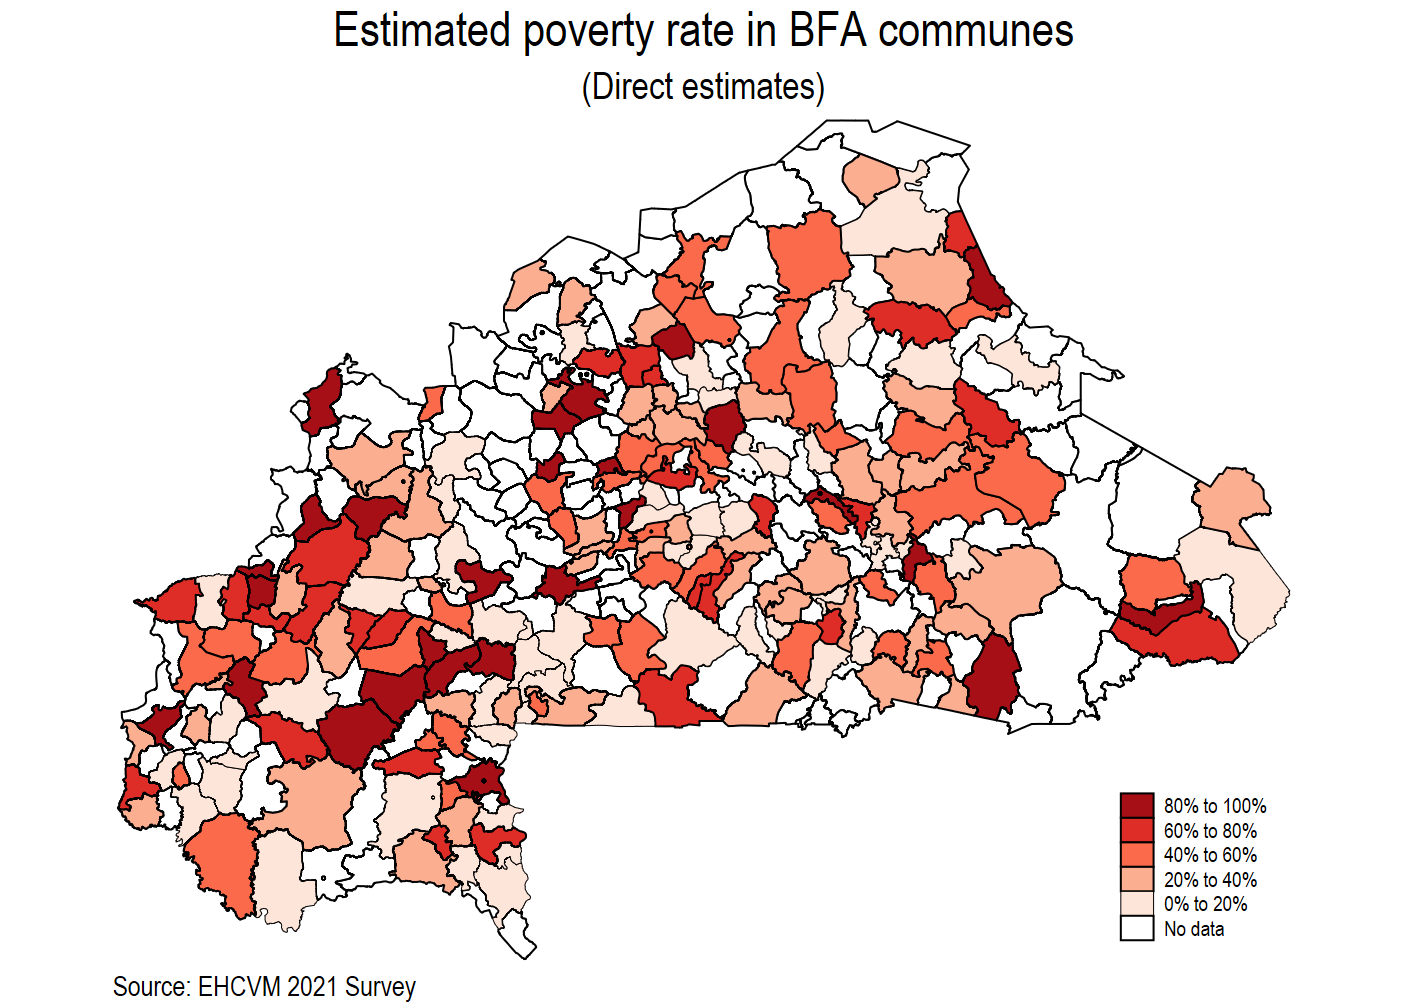 Estimated poverty rate in BFA communes
(Direct estimates)
80% to 100%
60% to 80%
40% to 60%
20% to 40%
0% to 20%
No data
Source: EHCVM 2021 Survey